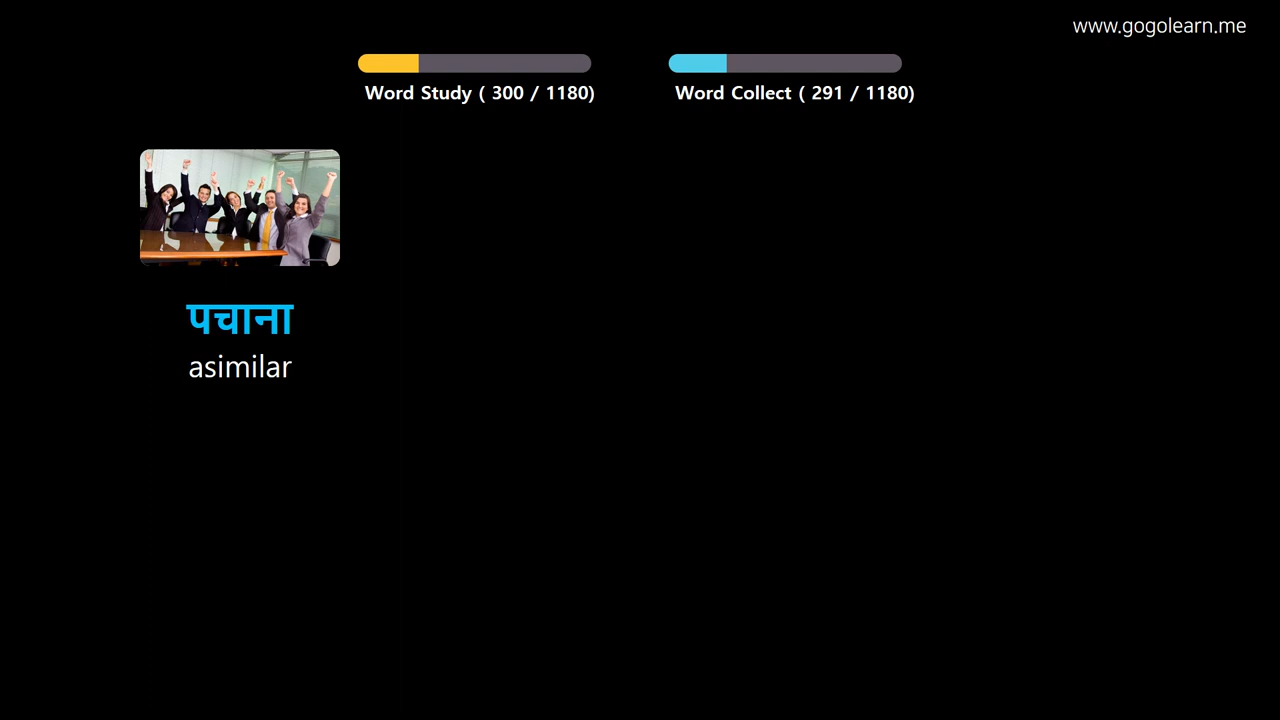 www.gogolearn.me
Word Study ( 300 / 1180)
Word Collect ( 291 / 1180)
पचाना
asimilar